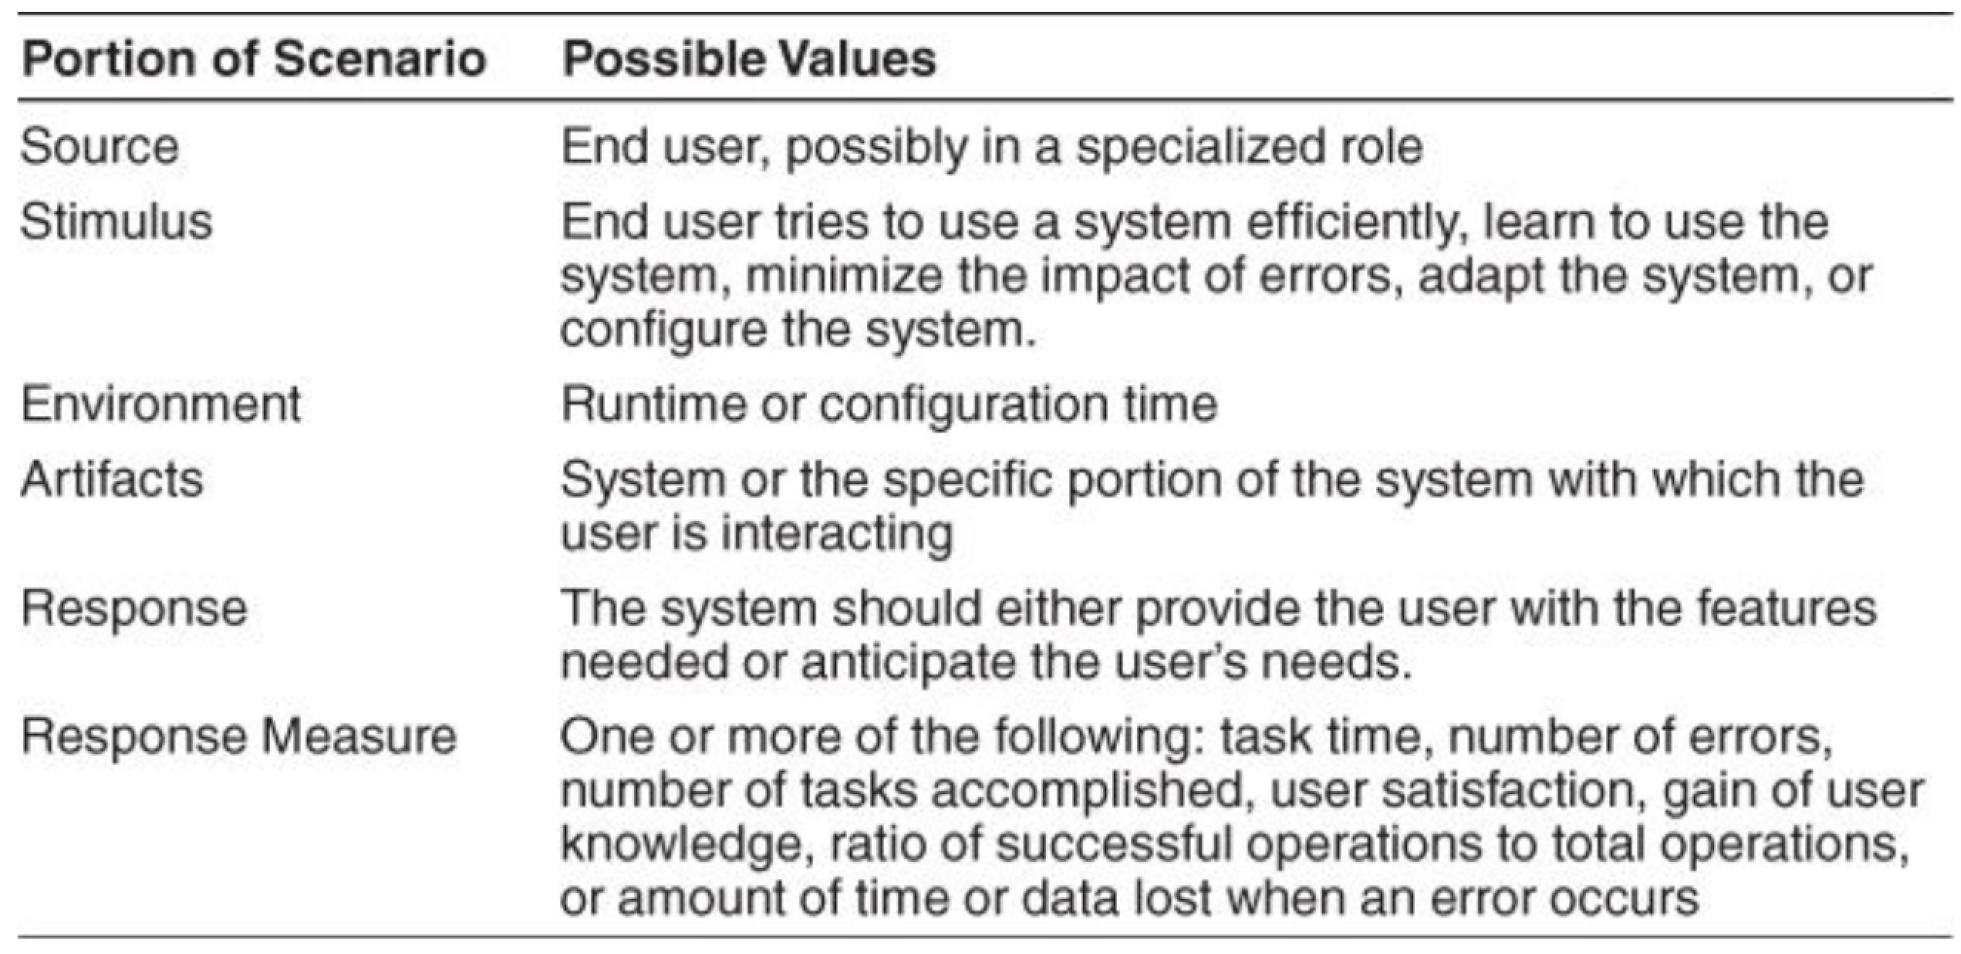 Portion of Scenario Possible Values
Source End user, possibly in a specialized role
Stimulus End user tries to use a system efficiently, learn to use the
system, minimize the impact of errors, adapt the system, or
configure the system.
Environment Runtime or configuration time
Artifacts System or the specific portion of the system with which the
user is interacting
Response The system should either provide the user with the features
needed or anticipate the user's needs.
Response Measure One or more of the following: task time, number of errors,
number of tasks accomplished, user satisfaction, gain of user
knowledge, ratio of successful operations to total operations,
or amount of time or data lost when an error occurs